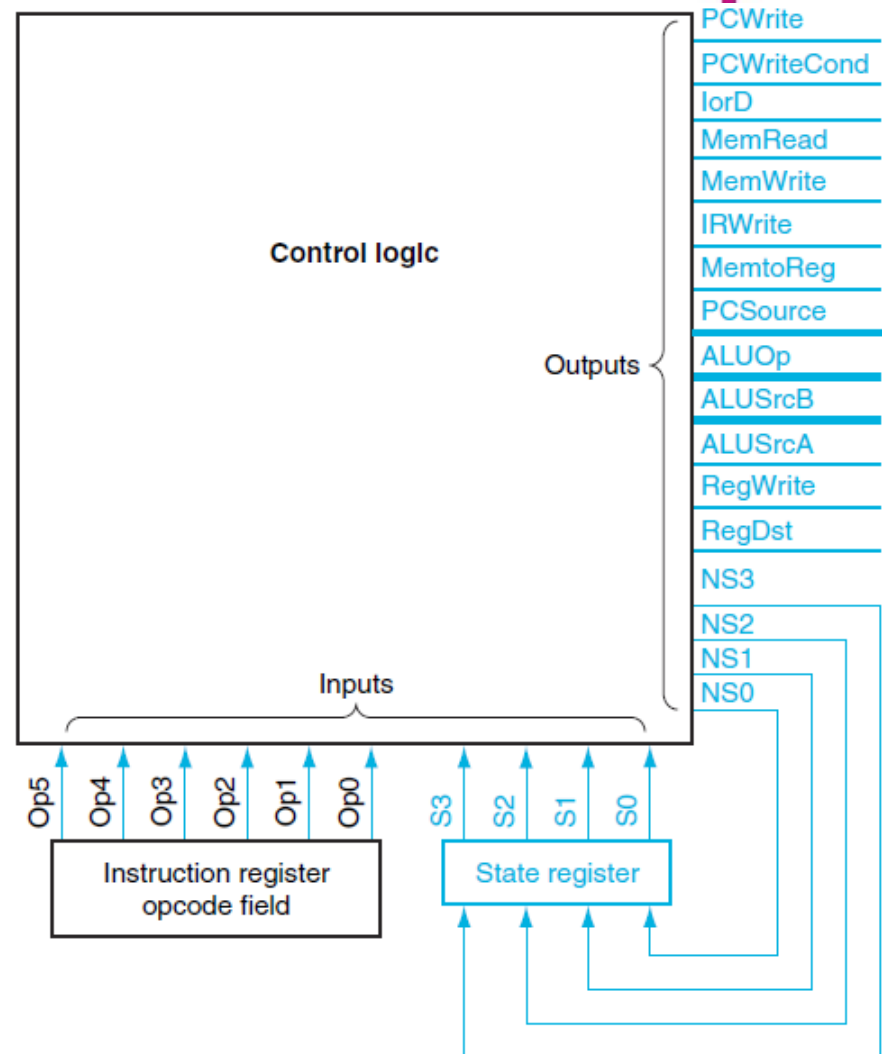 PCWrite
PCWriteCond
IorD
MemRead
MemWrite
IRWrite
MemtoReg
PCSource
ALUOp
ALUSrcB
ALUSrcA
RegWrite
RegDst
NS3
NS2
NS1
NS0
Control logic
Outputs
Inputs
Op5
Op4
Op3
Op2
Op1
Op0
S3
S2
S1
S0
Instruction register
opcode field
State register